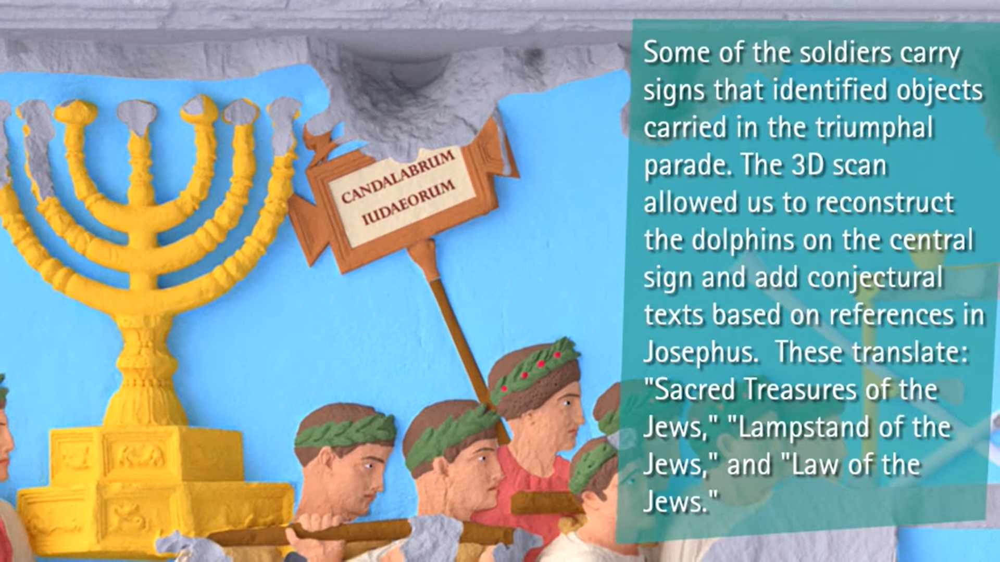 CANDALABRUM
IUDAEORUM
Some of the soldiers carry
signs that identified objects
carried in the triumphal
parade. The 3D scan
allowed us to reconstruct
the dolphins on the central
sign and add conjectural
texts based on references in
Josephus.  These translate:
"Sacred Treasures of the
Jews," "Lampstand of the
Jews," and "Law of the
Jews."